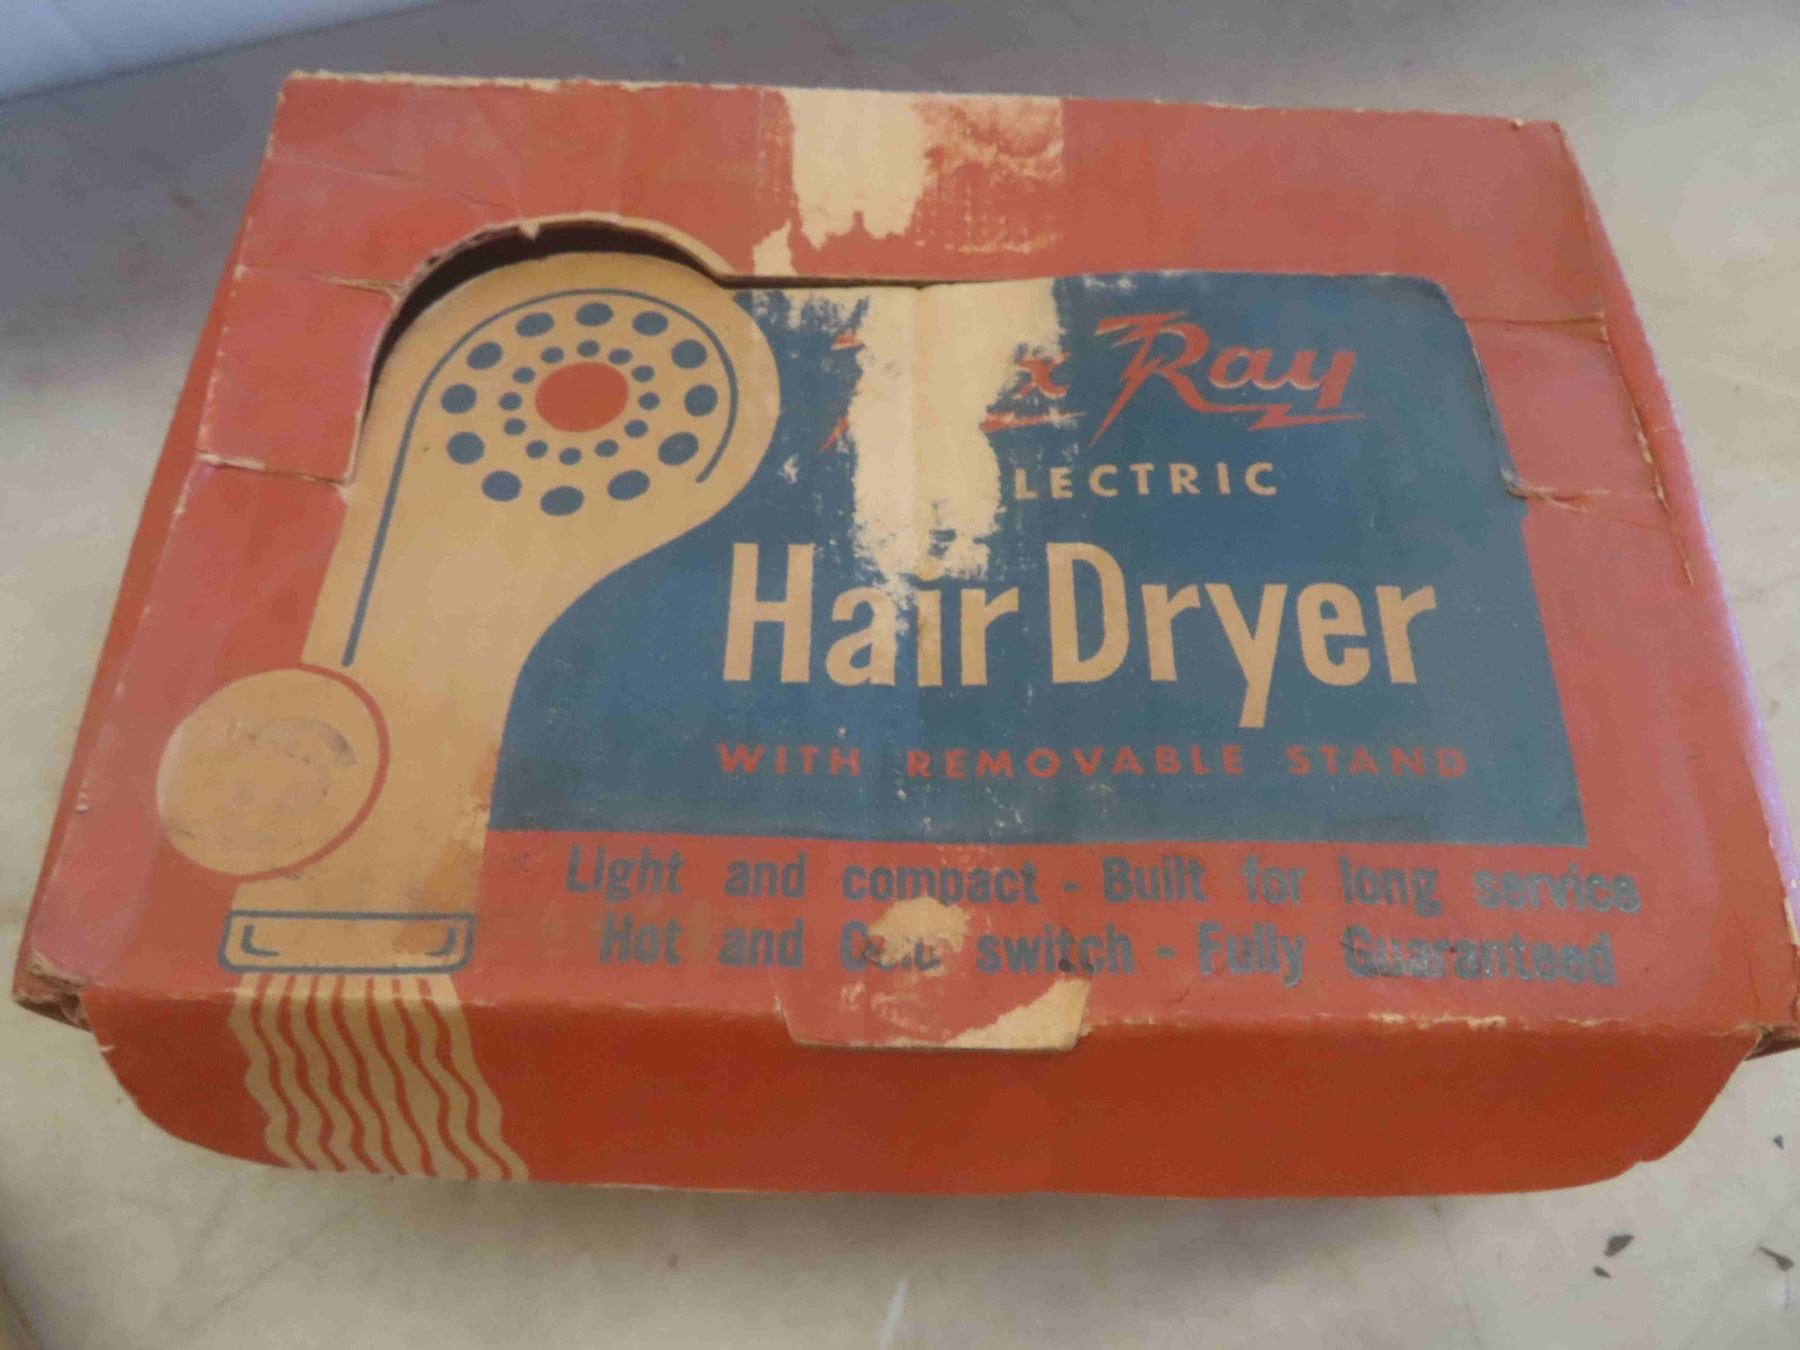 Ray
LECTRIC
Hair Dryer
WITH REMOVABLE STAND
Light and compact - Built for long service
Hot and Cold switch - Fully Guaranteed